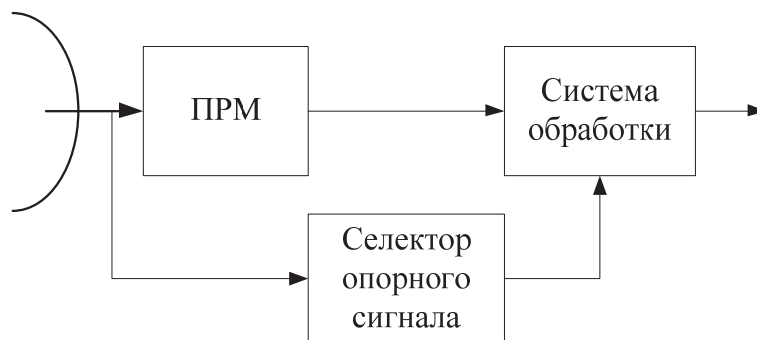 ПРМ
Система
обработки
Селектор
опорного
сигнала